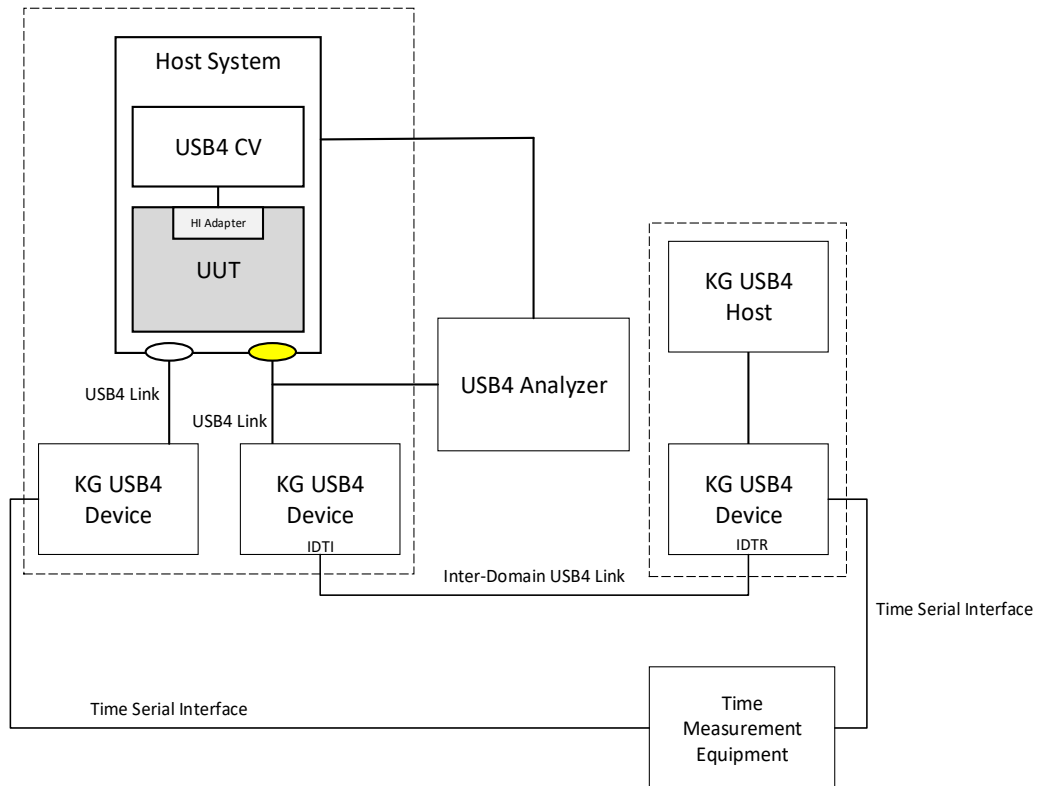 Host System
USB4 CV
HI Adapter
UUT
USB4 Link
USB4 Link
USB4 Analyzer
KG USB4
Host
KG USB4
Device
KG USB4
Device
IDTI
KG USB4
Device
IDTR
Inter-Domain USB4 Link
Time Serial Interface
Time Serial Interface
Time
Measurement
Equipment